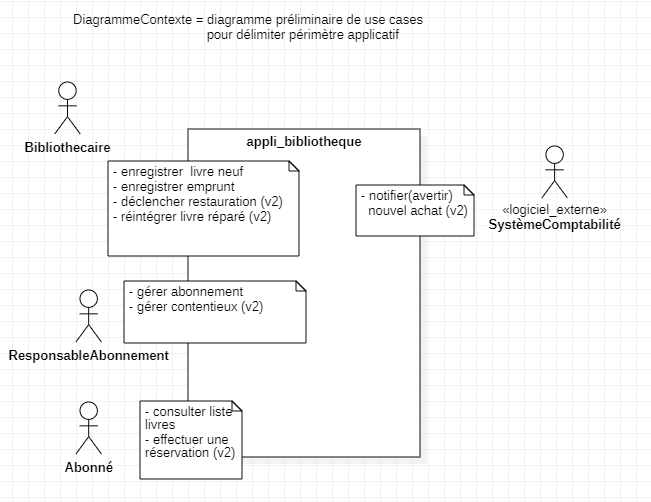 DiagrammeContexte = diagramme préliminaire de use cases
pour délimiter périmètre applicatif
Bibliothecaire
appli_bibliotheque
- enregistrer livre neuf
- enregistrer emprunt
- déclencher restauration (v2)
- réintégrer livre réparé (v2)
- notifier(avertir)
nouvel achat (v2)
«logiciel_externe»
SystèmeComptabilité
- gérer abonnement
- gérer contentieux (v2)
ResponsableAbonnement
- consulter liste
livres
- effectuer une
réservation (v2)
Abonné